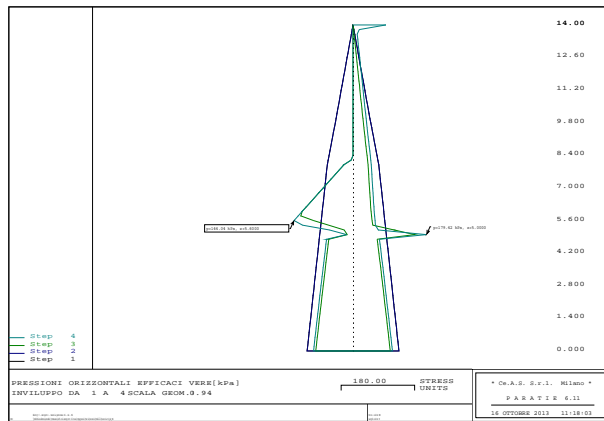 14.00
12.60
11.20
9.800
8.400
7.000
5.600
4.200
2.800
1.400
0.000
Step 4
Step 3
Step 2
Step 1
PRESSIONI ORIZZONTALI EFFICACI VERE[kPa]
INVILUPPO DA 1 A 4 SCALA GEOM.0.94
180.00 STRESS
UNITS
* Ce.A.S. S.r.l. Milano *
P A R A T I E 6.11
16 OTTOBRE 2013 11:18:03